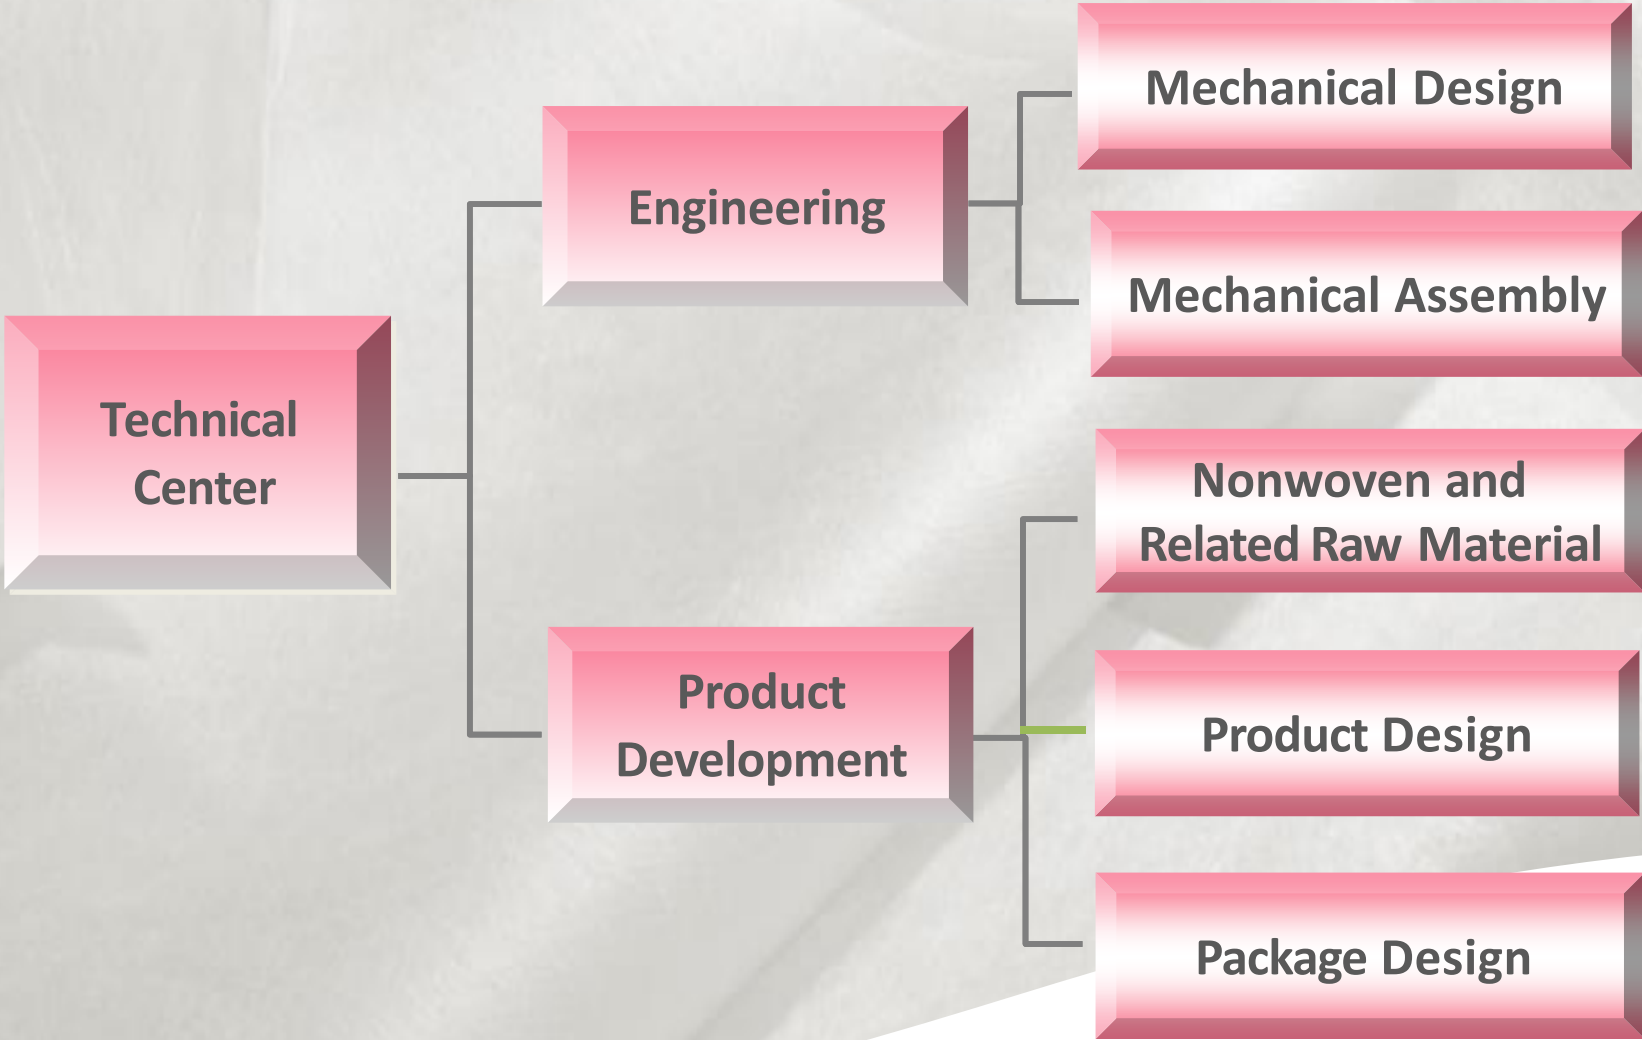 Technical
Center
Engineering
Mechanical Design
Mechanical Assembly
Product
Development
Nonwoven and
Related Raw Material
Product Design
Package Design